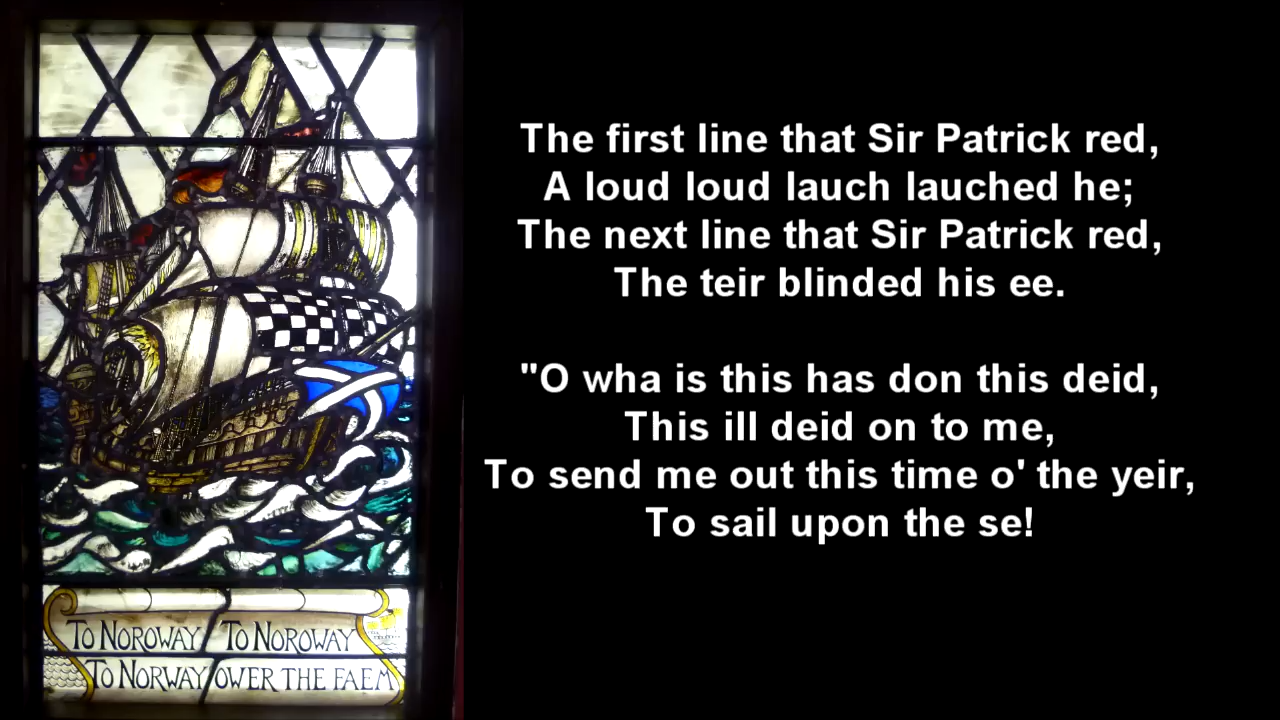 The first line that Sir Patrick red,
A loud loud lauch lauched he;
The next line that Sir Patrick red,
The teir blinded his ee.
"O wha is this has don this deid,
This ill deid on to me,
To send me out this time o' the yeir,
To sail upon the se!
TO NOROWAY TO NOROWAY
TO NORWAY OWER THE FAEM